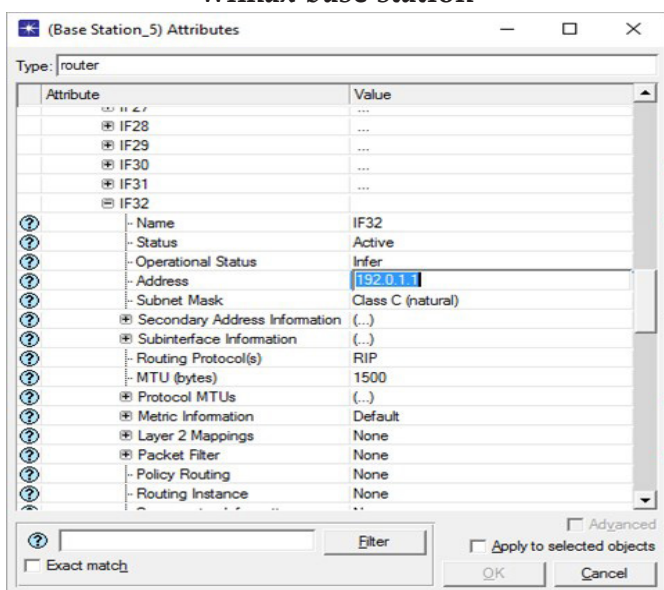 (Base Station_5) Attributes
Type: router
Attribute Value
IF27 ...
IF28 ...
IF29 ...
IF30 ...
IF31 ...
IF32
Name IF32
Status Active
Operational Status Infer
Address 192.0.1.1
Subnet Mask Class C (natural)
Secondary Address Information (...)
Subinterface Information (...)
Routing Protocol(s) RIP
MTU (bytes) 1500
Protocol MTUs (...)
Metric Information Default
Layer 2 Mappings None
Packet Filter None
Policy Routing None
Routing Instance None
Advanced
Filter
Apply to selected objects
Exact match
OK Cancel